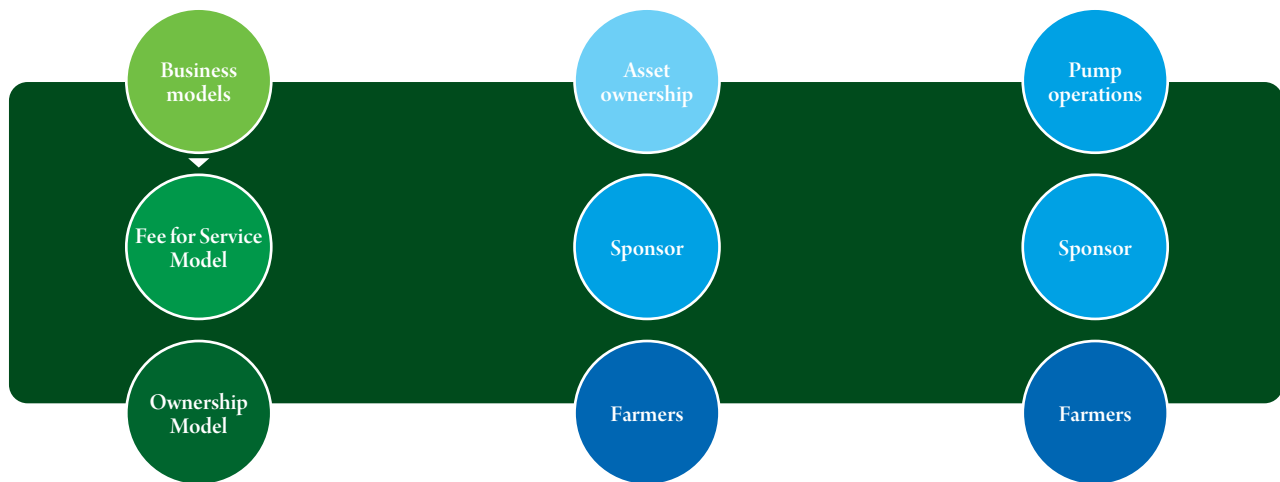 Business
models
Asset
ownership
Pump
operations
Fee for Service
Model
Sponsor
Sponsor
Ownership
Model
Farmers
Farmers